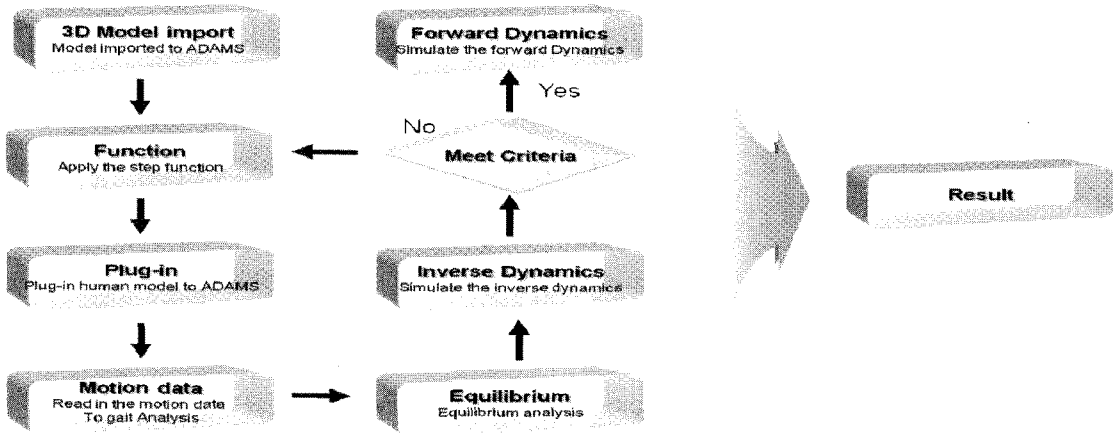 3D Model import
Model imported to ADAMS
Function
Apply the step function
Plug-in
Plug-in human model to ADAMS
Motion data
Read in the motion data
To gait Analysis
Equilibrium
Equilibrium analysis
Inverse Dynamics
Simulate the inverse dynamics
Meet Criteria
No
Yes
Forward Dynamics
Simulate the forward Dynamics
Result